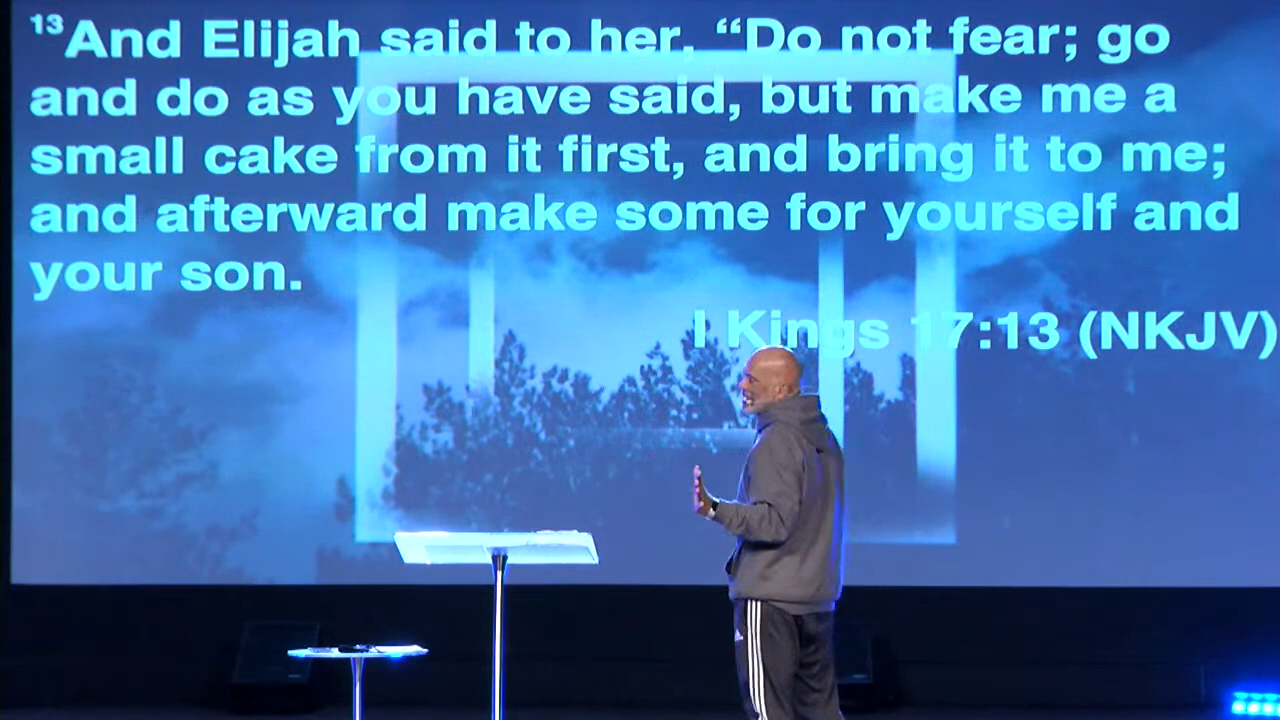 ¹³And Elijah said to her, “Do not fear; go
and do as you have said, but make me a
small cake from it first, and bring it to me;
and afterward make some for yourself and
your son.
I Kings 17:13 (NKJV)